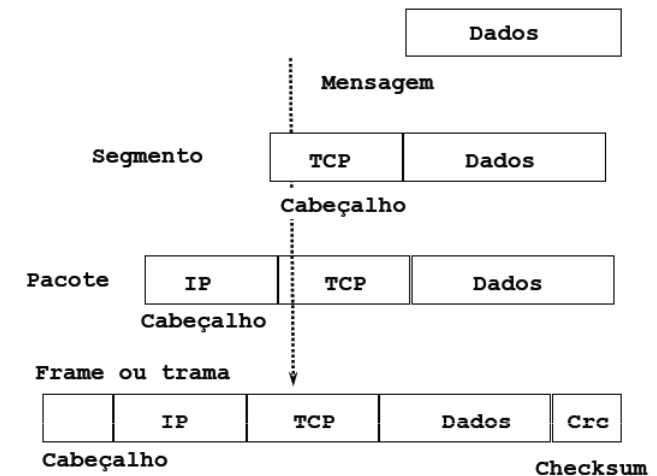 Dados
Mensagem
Segmento TCP Dados
Cabeçalho
Pacote IP TCP Dados
Cabeçalho
Frame ou trama
IP TCP Dados Crc
Cabeçalho Checksum